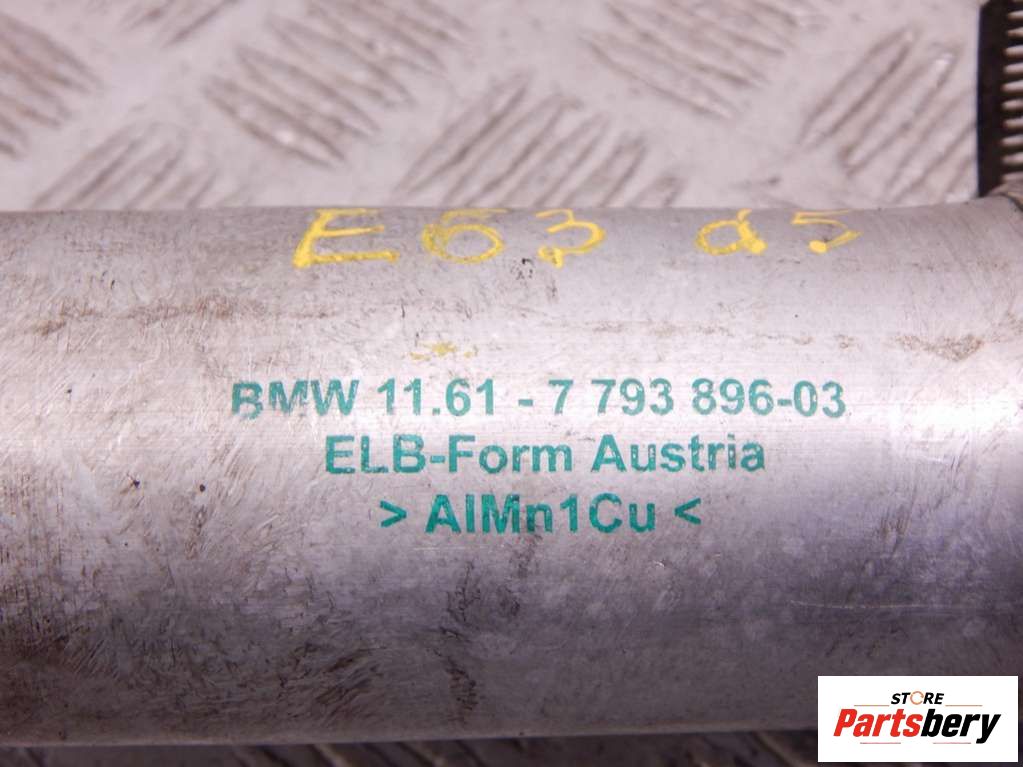 E63 d5
BMW 11.61 - 7 793 896-03
ELB-Form Austria
> AlMn1Cu <
STORE
Partsbery